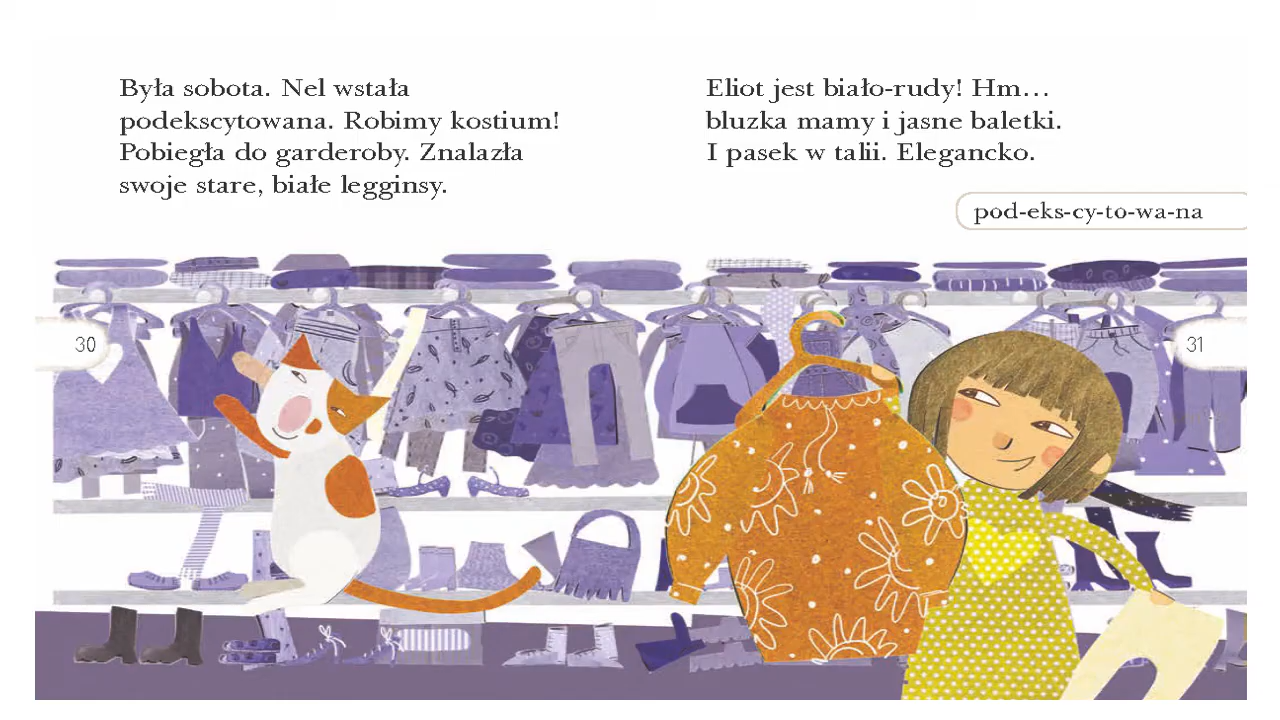 Była sobota. Nel wstała
podekscytowana. Robimy kostium!
Pobiegła do garderoby. Znalazła
swoje stare, białe legginsy.
Eliot jest biało-rudy! Hm...
bluzka mamy i jasne baletki.
I pasek w talii. Elegancko.
pod-eks-cy-to-wa-na
30
31